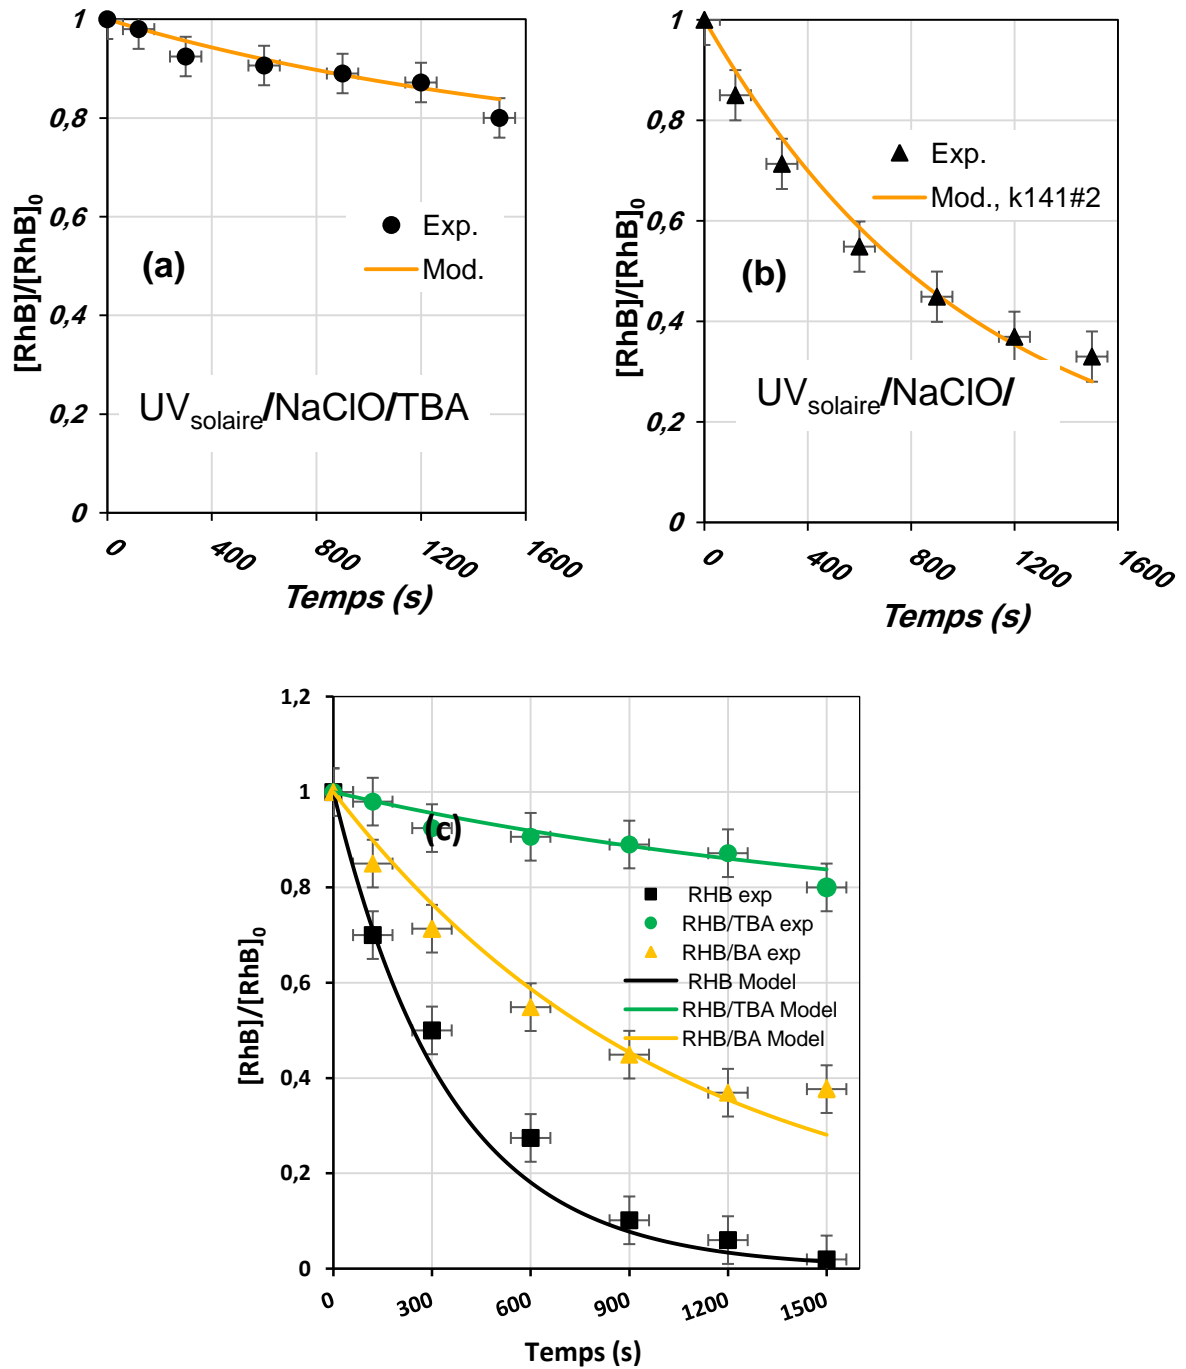 1
0,8
0,6
0,4
0,2
0
[RhB]/[RhB]0
Exp.
Mod.
(a)
UVsolaire/NaClO/TBA
0 400 800 1200 1600
Temps (s)
1
0,8
0,6
0,4
0,2
0
[RhB]/[RhB]0
Exp.
Mod., k141#2
(b)
UVsolaire/NaClO/
0 400 800 1200 1600
Temps (s)
1,2
1
0,8
0,6
0,4
0,2
0
[RhB]/[RhB]0
(c)
RHB exp
RHB/TBA exp
RHB/BA exp
RHB Model
RHB/TBA Model
RHB/BA Model
0 300 600 900 1200 1500
Temps (s)